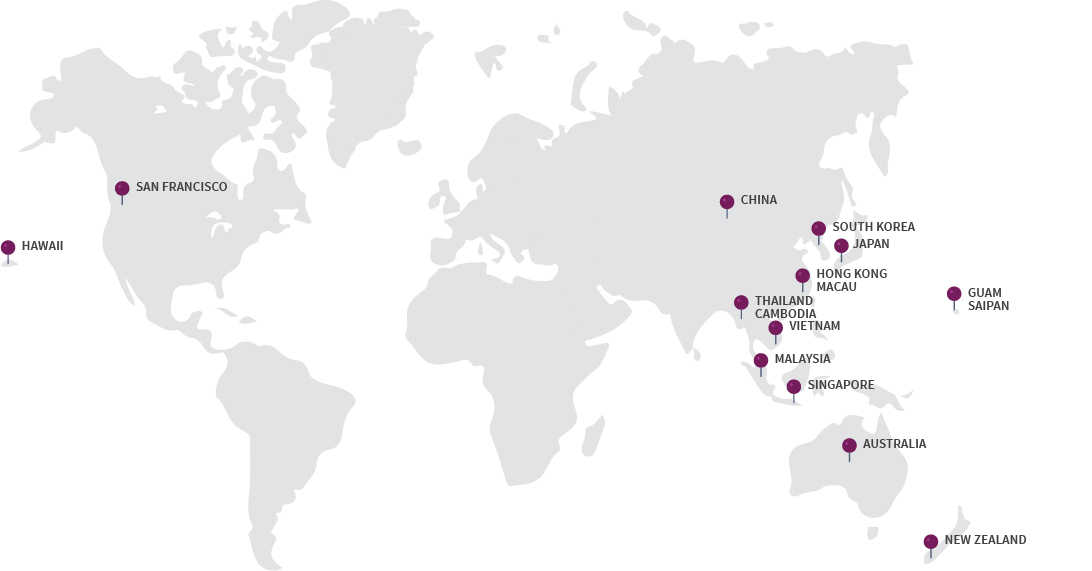 SAN FRANCISCO
HAWAII
CHINA
SOUTH KOREA
JAPAN
HONG KONG
MACAU
GUAM
SAIPAN
THAILAND
CAMBODIA
VIETNAM
MALAYSIA
SINGAPORE
AUSTRALIA
NEW ZEALAND